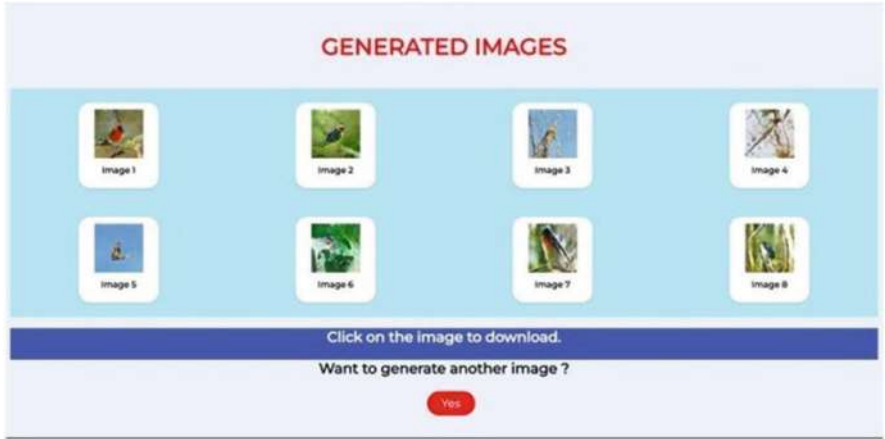 GENERATED IMAGES
Image 1 Image 2 Image 3 Image 4
Image 5 Image 6 Image 7 Image 8
Click on the image to download.
Want to generate another image ?
Yes